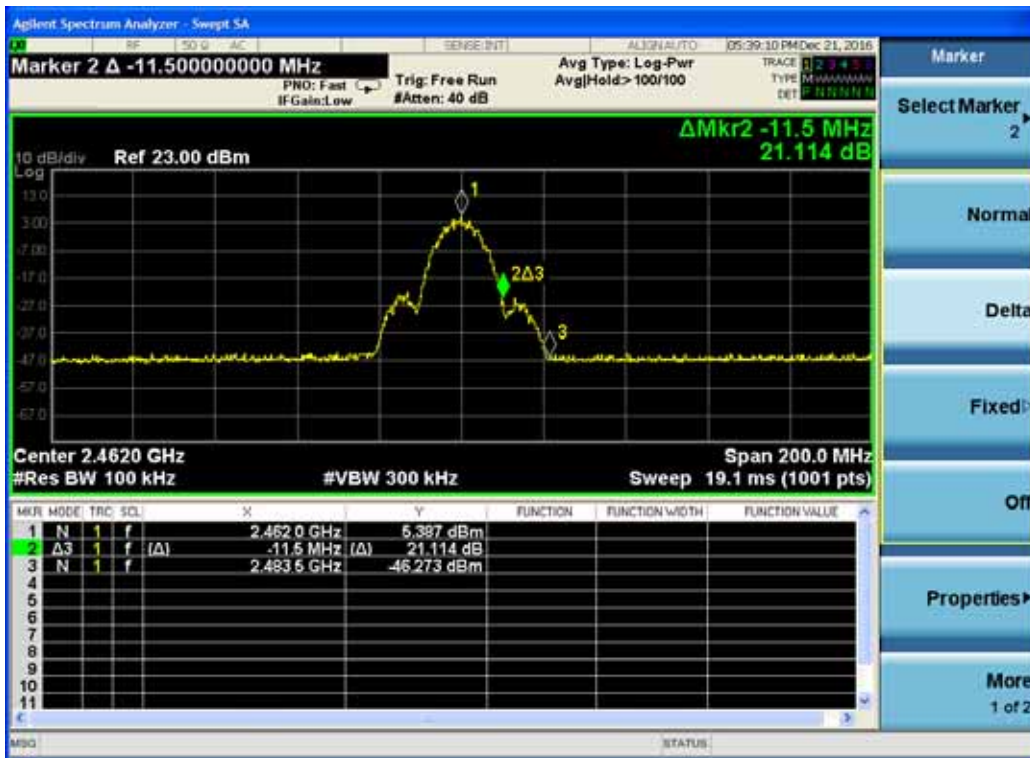 Agilent Spectrum Analyzer - Swept SA
RF 50 Ω AC SENSE:INT ALIGN AUTO 05:39:10 PM Dec 21, 2016
Marker 2 Δ -11.500000000 MHz
PNO: Fast
IFGain:Low
Trig: Free Run
#Atten: 40 dB
Avg Type: Log-Pwr
Avg|Hold:> 100/100
TRACE 1 2 3 4 5 6
TYPE M
DET P N N N N N
ΔMkr2 -11.5 MHz
21.114 dB
10 dB/div Ref 23.00 dBm
Log
13.0
3.00
-7.00
-17.0
-27.0
-37.0
-47.0
-57.0
-67.0
1
2Δ3
3
Center 2.4620 GHz Span 200.0 MHz
#Res BW 100 kHz #VBW 300 kHz Sweep 19.1 ms (1001 pts)
MKR MODE TRC SCL X Y FUNCTION FUNCTION WIDTH FUNCTION VALUE
1 N 1 f 2.462 0 GHz 5.387 dBm
2 Δ3 1 f (Δ) -11.5 MHz (Δ) 21.114 dB
3 N 1 f 2.483 5 GHz -46.273 dBm
4
5
6
7
8
9
10
11
MSG STATUS
Marker
Select Marker
2
Normal
Delta
Fixed
Off
Properties
More
1 of 2